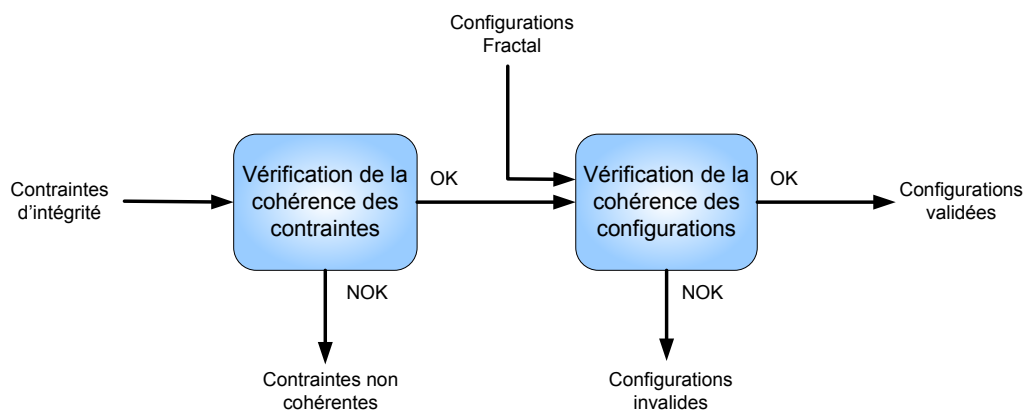 Configurations
Fractal
Vérification de la
cohérence des
contraintes
OK
Vérification de la
cohérence des
configurations
OK
Contraintes
d'intégrité
Configurations
validées
NOK
NOK
Contraintes non
cohérentes
Configurations
invalides